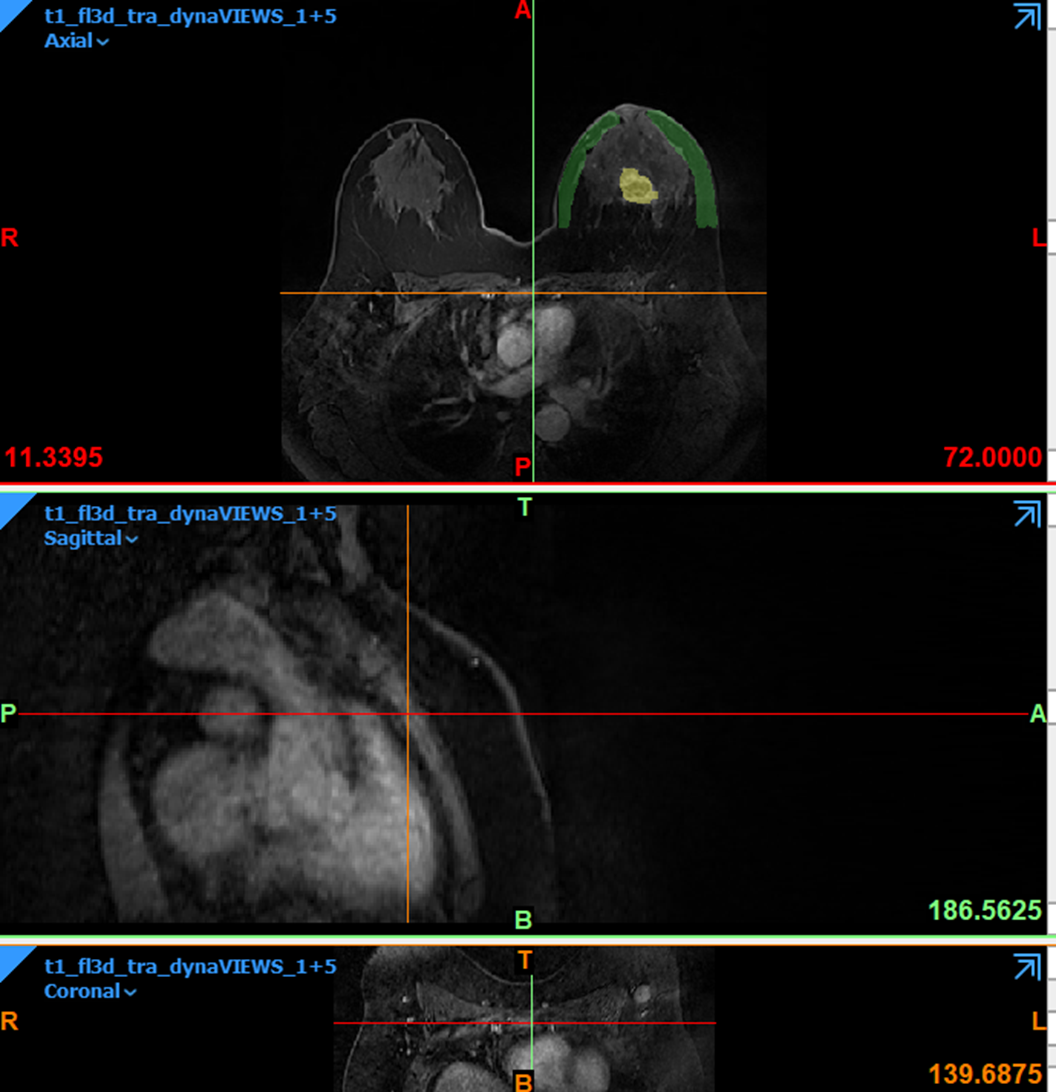 t1_fl3d_tra_dynaVIEWS_1+5
Axial
A
R
L
11.3395
P
72.0000
t1_fl3d_tra_dynaVIEWS_1+5
Sagittal
T
P
A
B
186.5625
t1_fl3d_tra_dynaVIEWS_1+5
Coronal
T
R
L
B
139.6875